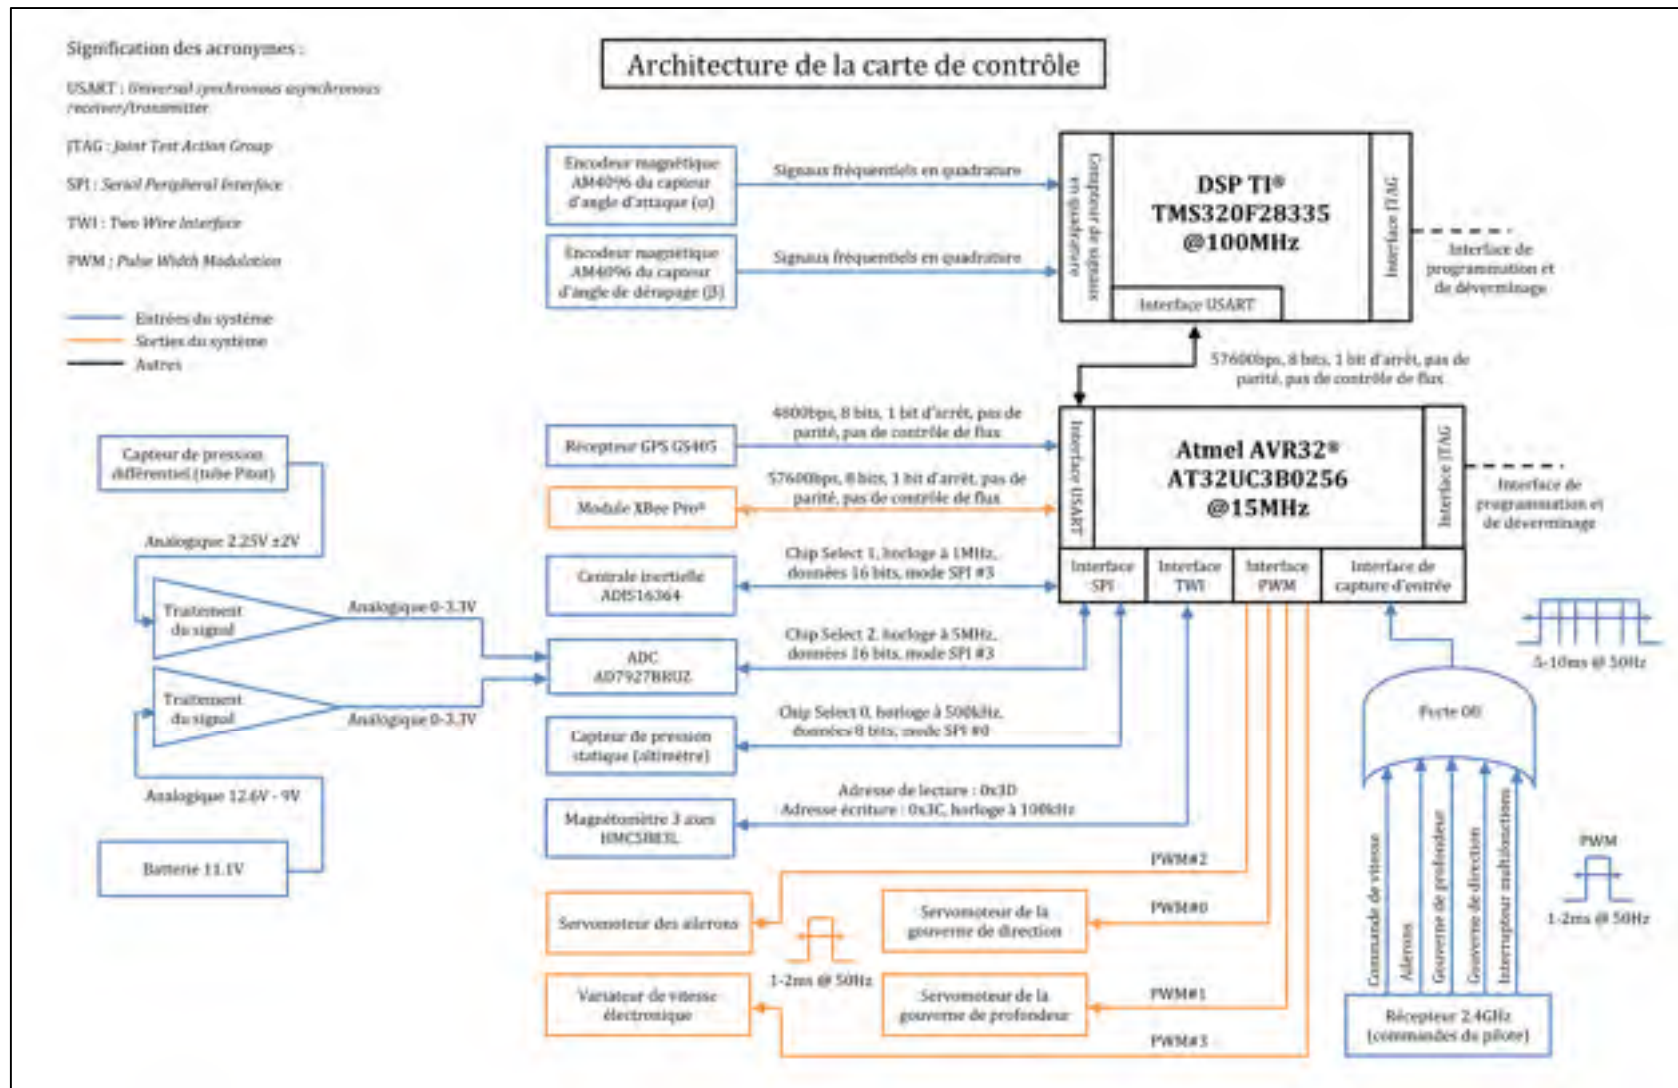 Architecture de la carte de contrôle
Signification des acronymes :
USART : Universal synchronous asynchronous
receiver/transmitter
JTAG : Joint Test Action Group
SPI : Serial Peripheral Interface
TWI : Two Wire Interface
PWM : Pulse Width Modulation
Entrées du système
Sorties du système
Autres
Encodeur magnétique
AM4096 du capteur
d'angle d'attaque (α)
Signaux fréquentiels en quadrature
Encodeur magnétique
AM4096 du capteur
d'angle de dérapage (β)
Signaux fréquentiels en quadrature
Compteur de signaux
en quadrature
DSP TI®
TMS320F28335
@100MHz
Interface USART
Interface JTAG
Interface de
programmation et
de déverminage
57600bps, 8 bits, 1 bit d'arrêt, pas de
parité, pas de contrôle de flux
Récepteur GPS GS405
4800bps, 8 bits, 1 bit d'arrêt, pas de
parité, pas de contrôle de flux
Module XBee Pro®
57600bps, 8 bits, 1 bit d'arrêt, pas de
parité, pas de contrôle de flux
Interface USART
Atmel AVR32®
AT32UC3B0256
@15MHz
Interface JTAG
Interface de
programmation et
de déverminage
Interface
SPI
Interface
TWI
Interface
PWM
Interface de
capture d'entrée
Capteur de pression
différentiel (tube Pitot)
Analogique 2.25V ±2V
Traitement
du signal
Analogique 0-3.3V
Traitement
du signal
Analogique 0-3.3V
Analogique 12.6V - 9V
Batterie 11.1V
Centrale inertielle
ADIS16364
Chip Select 1, horloge à 1MHz,
données 16 bits, mode SPI #3
ADC
AD7927BRUZ
Chip Select 2, horloge à 5MHz,
données 16 bits, mode SPI #3
Capteur de pression
statique (altimètre)
Chip Select 0, horloge à 500kHz,
données 8 bits, mode SPI #0
Magnétomètre 3 axes
HMC5883L
Adresse de lecture : 0x3D
Adresse écriture : 0x3C, horloge à 100kHz
Servomoteur des ailerons
PWM#2
1-2ms @ 50Hz
Servomoteur de la
gouverne de direction
PWM#0
Variateur de vitesse
électronique
Servomoteur de la
gouverne de profondeur
PWM#1
PWM#3
5-10ms @ 50Hz
Porte OU
Commande de vitesse
Ailerons
Gouverne de profondeur
Gouverne de direction
Interrupteur multifonctions
PWM
1-2ms @ 50Hz
Récepteur 2.4GHz
(commandes du pilote)